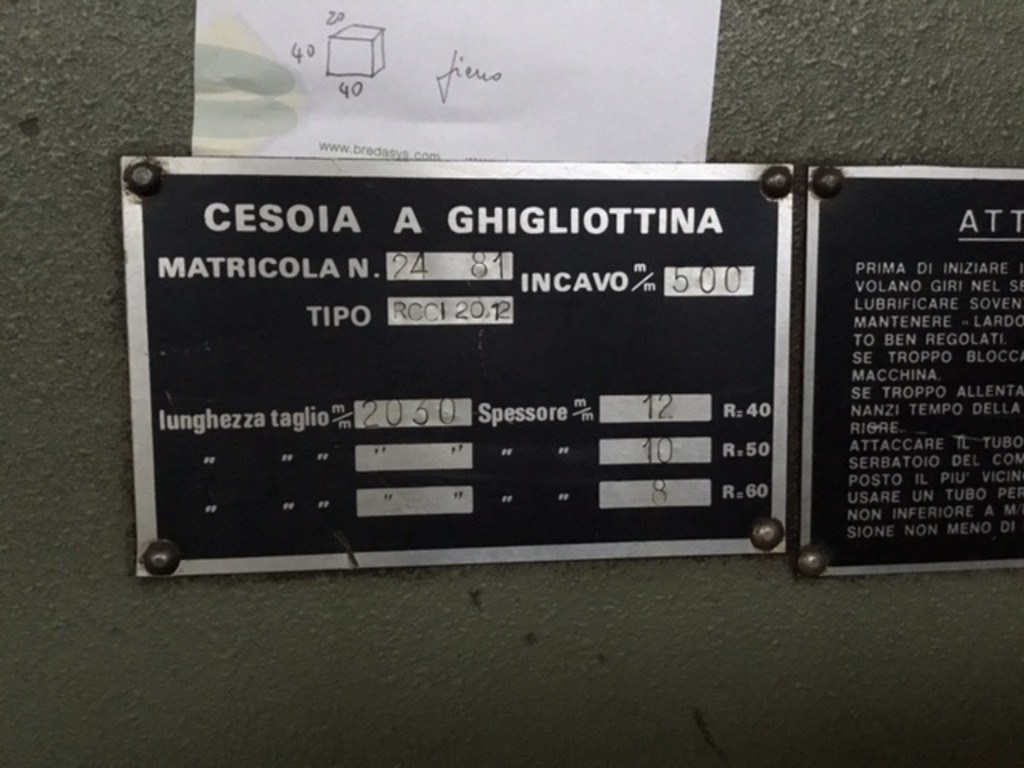 20
40
40
fieno
www.bredasys.com
CESOIA A GHIGLIOTTINA
MATRICOLA N. 24 81 INCAVO m/m 500
TIPO RCCI 20.12
lunghezza taglio m/m 2030 Spessore m/m 12 R=40
" " " " " " " 10 R=50
" " " " " " " 8 R=60
ATT
PRIMA DI INIZIARE
VOLANO GIRI NEL SE
LUBRIFICARE SOVEN
MANTENERE "LARDO
TO BEN REGOLATI.
SE TROPPO BLOCCA
MACCHINA.
SE TROPPO ALLENTA
NANZI TEMPO DELLA
RIORE.
ATTACCARE IL TUBO
SERBATOIO DEL COM
POSTO IL PIU' VICIN
USARE UN TUBO PER
NON INFERIORE A M/
SIONE NON MENO DI